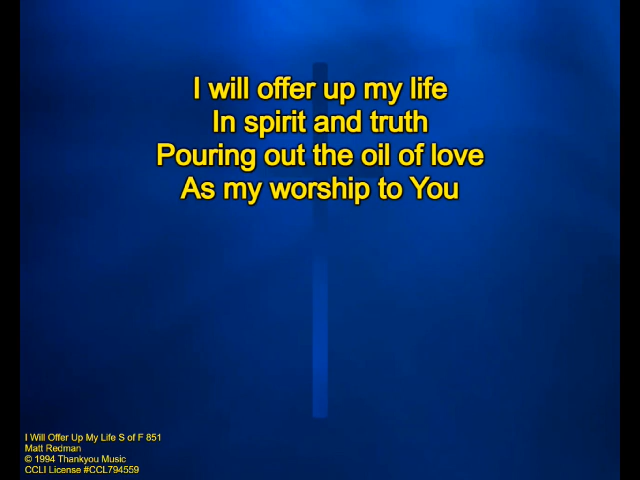 I will offer up my life
In spirit and truth
Pouring out the oil of love
As my worship to You
I Will Offer Up My Life S of F 851
Matt Redman
© 1994 Thankyou Music
CCLI License #CCL794559